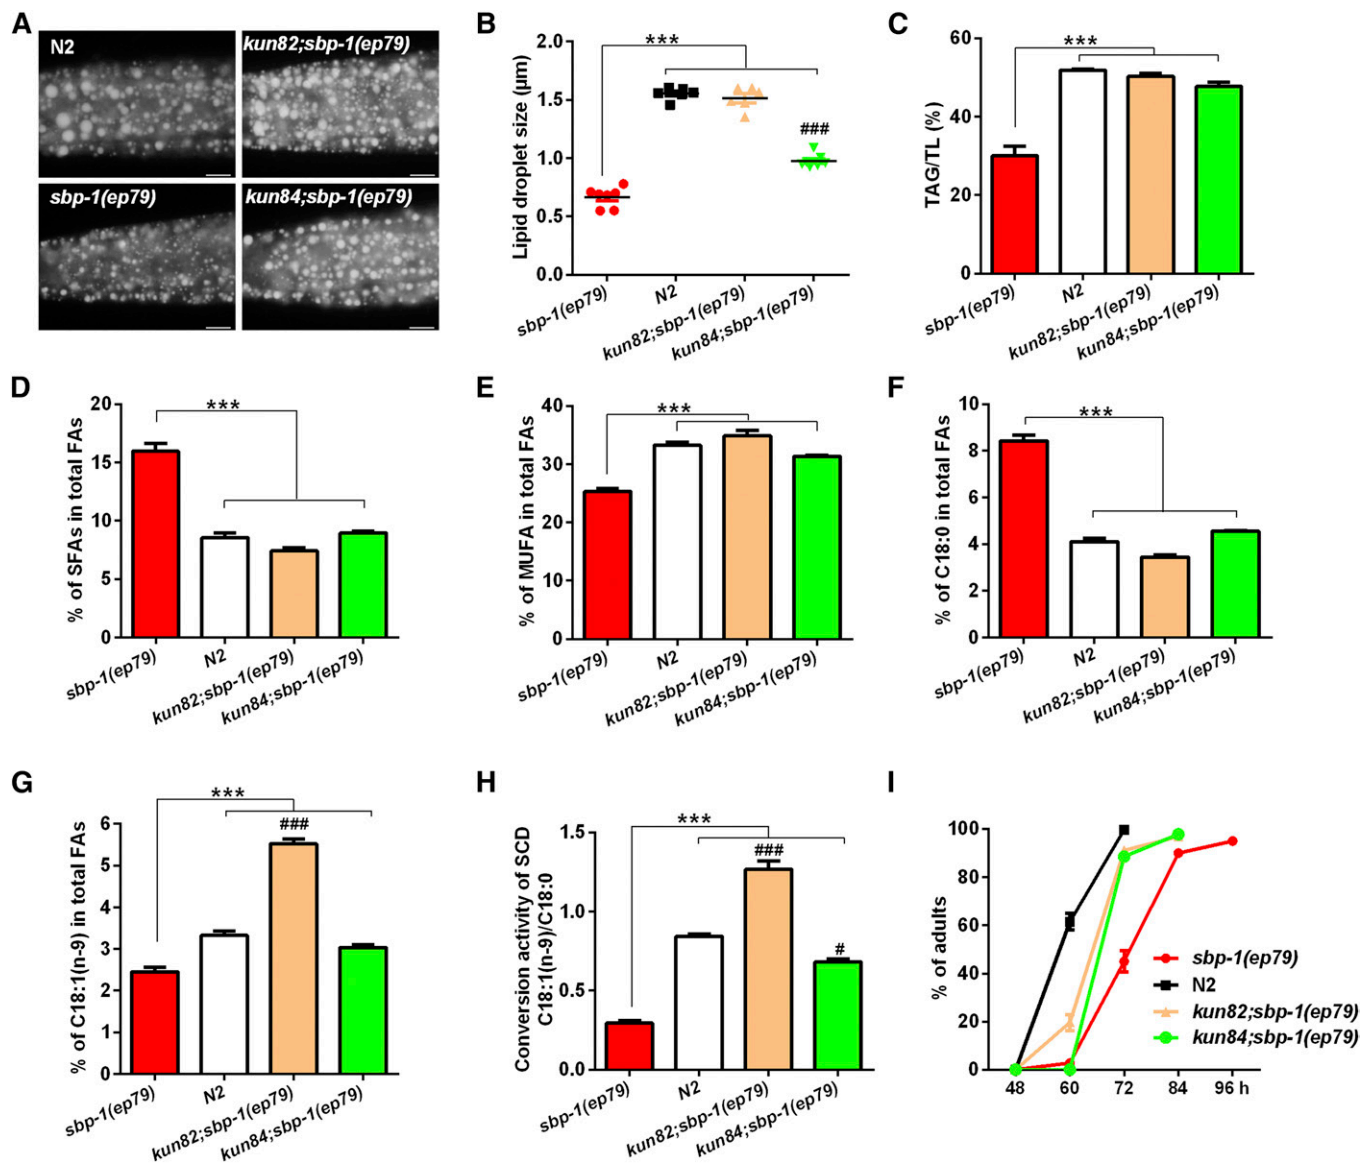 A
N2
kun82;sbp-1(ep79)
sbp-1(ep79)
kun84;sbp-1(ep79)
B
Lipid droplet size (μm)
2.0
1.5
1.0
0.5
0.0
***
###
sbp-1(ep79)
N2
kun82;sbp-1(ep79)
kun84;sbp-1(ep79)
C
TAG/TL (%)
60
40
20
0
***
sbp-1(ep79)
N2
kun82;sbp-1(ep79)
kun84;sbp-1(ep79)
D
% of SFAs in total FAs
20
15
10
5
0
***
sbp-1(ep79)
N2
kun82;sbp-1(ep79)
kun84;sbp-1(ep79)
E
% of MUFA in total FAs
40
30
20
10
0
***
sbp-1(ep79)
N2
kun82;sbp-1(ep79)
kun84;sbp-1(ep79)
F
% of C18:0 in total FAs
10
8
6
4
2
0
***
sbp-1(ep79)
N2
kun82;sbp-1(ep79)
kun84;sbp-1(ep79)
G
% of C18:1(n-9) in total FAs
6
5
4
3
2
1
0
***
###
sbp-1(ep79)
N2
kun82;sbp-1(ep79)
kun84;sbp-1(ep79)
H
Conversion activity of SCD
C18:1(n-9)/C18:0
1.5
1.0
0.5
0.0
***
###
#
sbp-1(ep79)
N2
kun82;sbp-1(ep79)
kun84;sbp-1(ep79)
I
% of adults
100
80
60
40
20
0
48 60 72 84 96 h
sbp-1(ep79)
N2
kun82;sbp-1(ep79)
kun84;sbp-1(ep79)